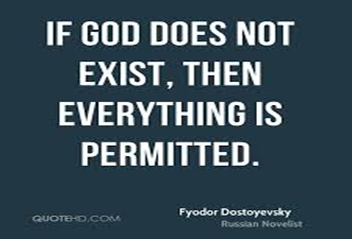 IF GOD DOES NOT
EXIST, THEN
EVERYTHING IS
PERMITTED.
Fyodor Dostoyevsky
QUOTEHD.COM
Russian Novelist